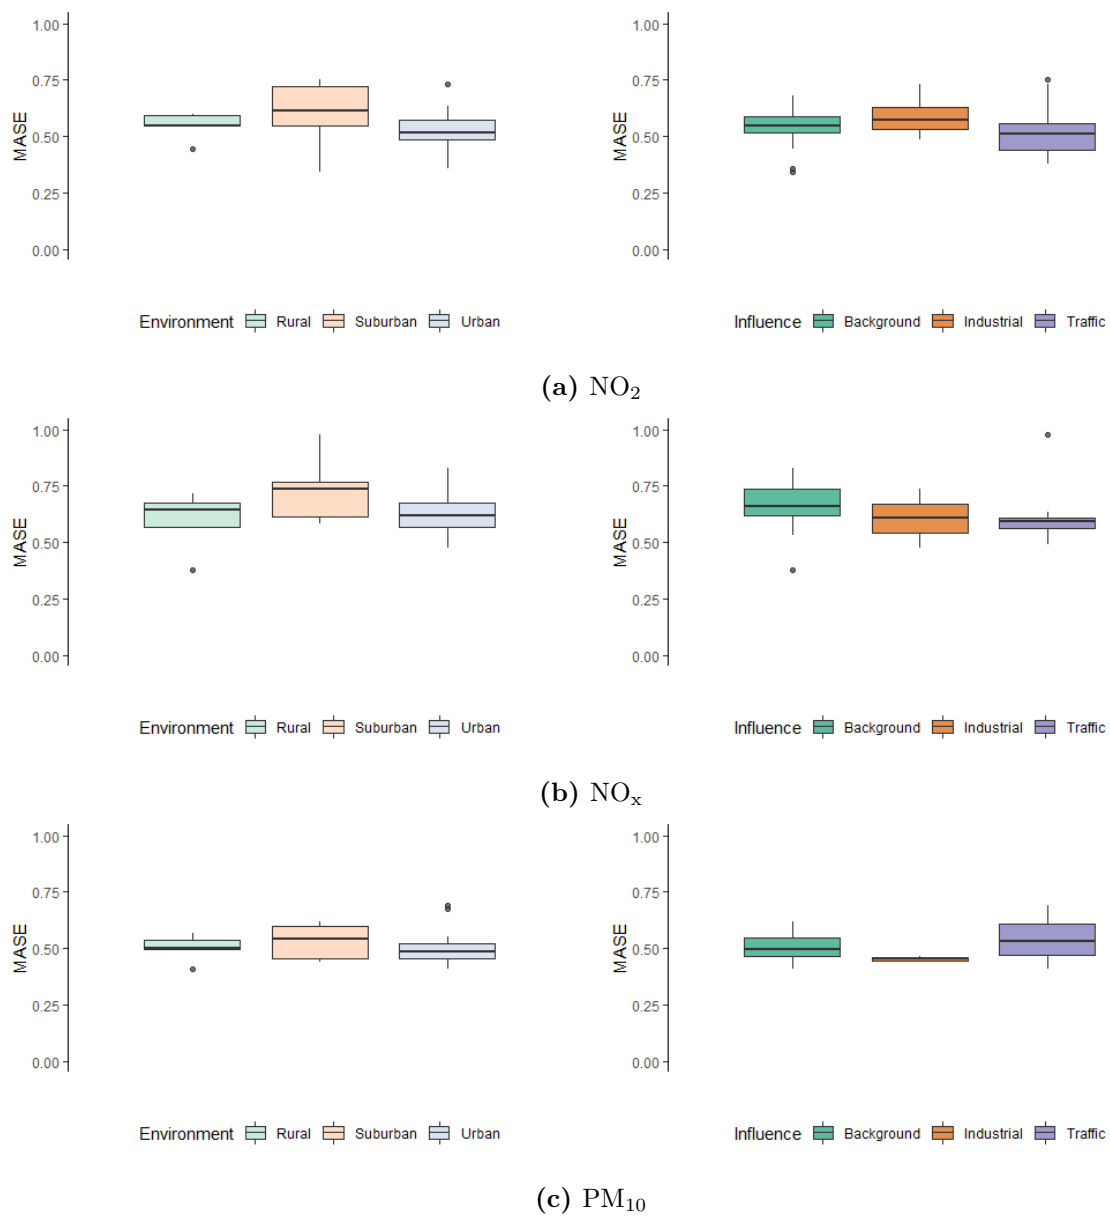 1.00
0.75
0.50
0.25
0.00
MASE
Environment Rural Suburban Urban
1.00
0.75
0.50
0.25
0.00
MASE
Influence Background Industrial Traffic
(a) NO₂
1.00
0.75
0.50
0.25
0.00
MASE
Environment Rural Suburban Urban
1.00
0.75
0.50
0.25
0.00
MASE
Influence Background Industrial Traffic
(b) NOₓ
1.00
0.75
0.50
0.25
0.00
MASE
Environment Rural Suburban Urban
1.00
0.75
0.50
0.25
0.00
MASE
Influence Background Industrial Traffic
(c) PM₁₀